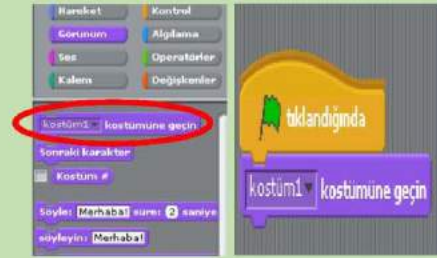 Hareket Kontrol
Görünüm Algılama
Ses Operatörler
Kalem Değişkenler
kostüm1 kostümüne geçin
Sonraki karakter
Kostüm #
Söyle: Merhaba! süre: 2 saniye
söyleyin: Merhaba!
tıklandığında
kostüm1 kostümüne geçin